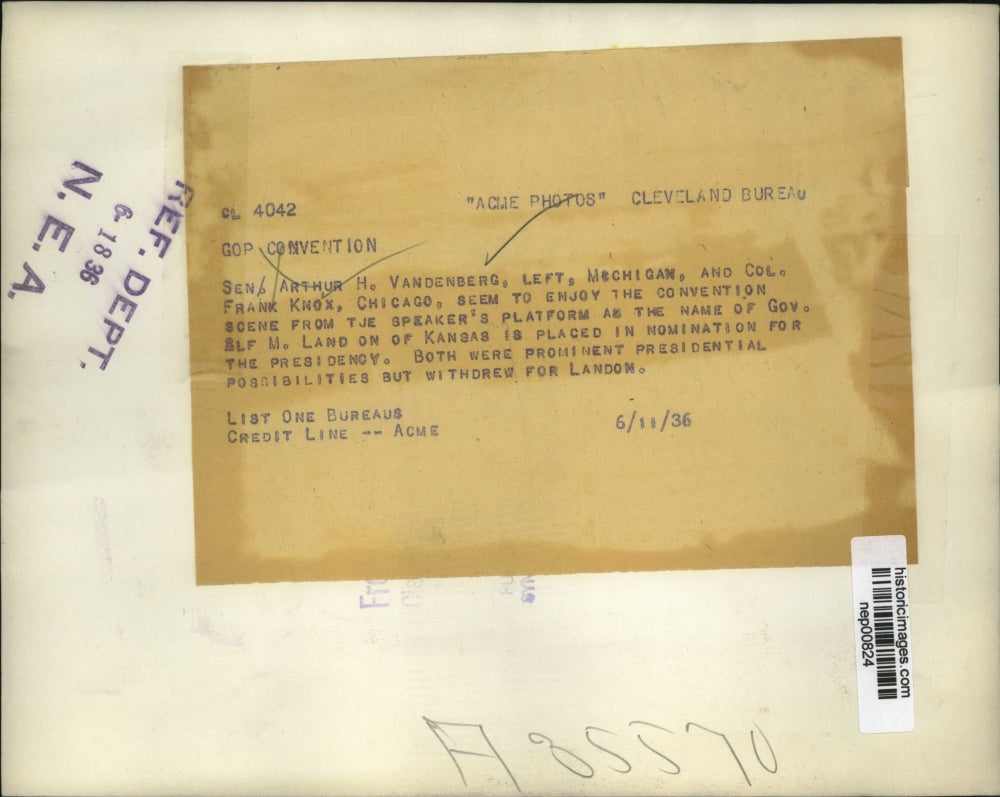 CL 4042 "ACME PHOTOS" CLEVELAND BUREAU
GOP CONVENTION
SEN/ ARTHUR H. VANDENBERG, LEFT, MICHIGAN, AND COL.
FRANK KNOX, CHICAGO, SEEM TO ENJOY THE CONVENTION
SCENE FROM TJE SPEAKER'S PLATFORM AS THE NAME OF GOV.
ALF M. LAND ON OF KANSAS IS PLACED IN NOMINATION FOR
THE PRESIDENCY. BOTH WERE PROMINENT PRESIDENTIAL
POSSIBILITIES BUT WITHDREW FOR LANDON.
LIST ONE BUREAUS
CREDIT LINE -- ACME 6/11/36
REF. DEPT.
6-18 36
N. E. A.
historicimages.com
nep00824
A 35570